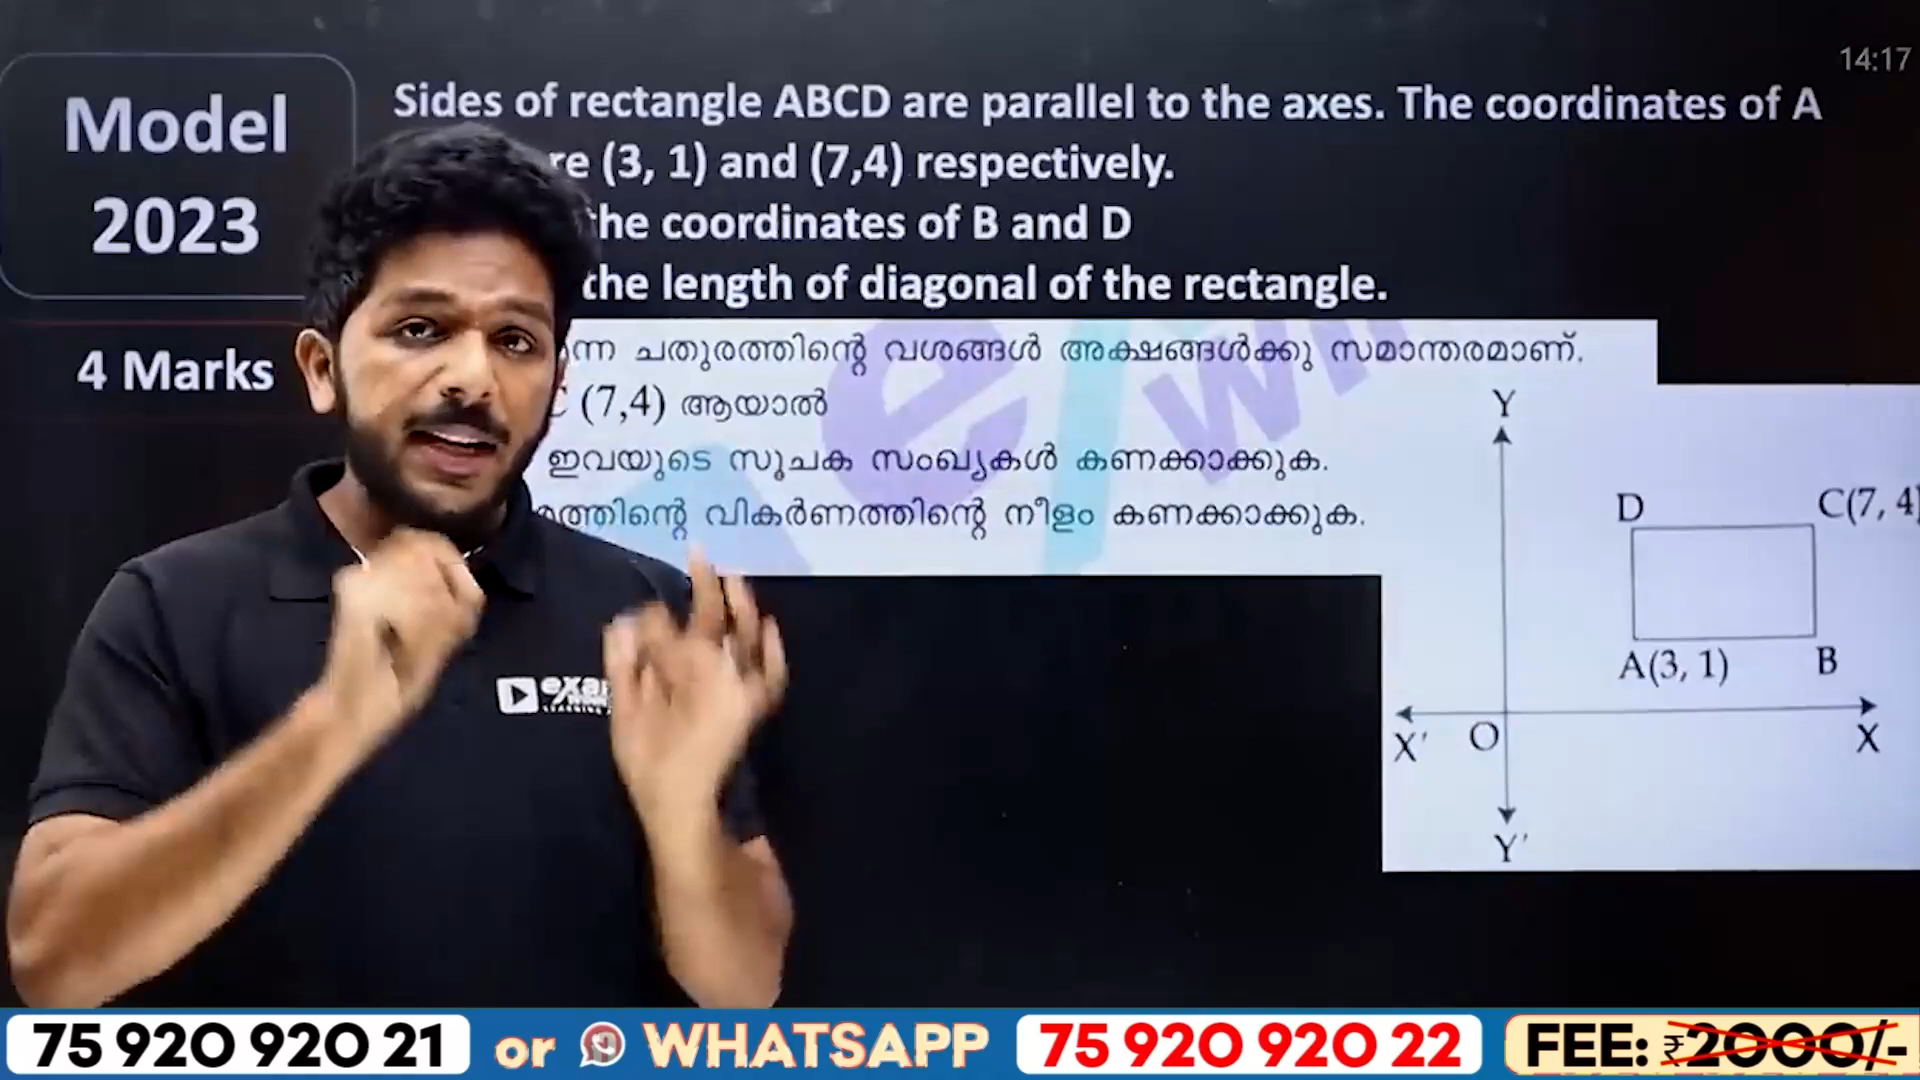 14:17
Model
2023
4 Marks
Sides of rectangle ABCD are parallel to the axes. The coordinates of A
re (3, 1) and (7,4) respectively.
the coordinates of B and D
the length of diagonal of the rectangle.
ചതുരത്തിന്റെ വശങ്ങൾ അക്ഷങ്ങൾക്കു സമാന്തരമാണ്.
C (7,4) ആയാൽ
ഇവയുടെ സൂചക സംഖ്യകൾ കണക്കാക്കുക.
വികർണത്തിന്റെ നീളം കണക്കാക്കുക.
Y
D
C(7, 4)
A(3, 1)
B
X'
O
X
Y'
75 920 920 21 or WHATSAPP 75 920 920 22 FEE: ₹2000/-